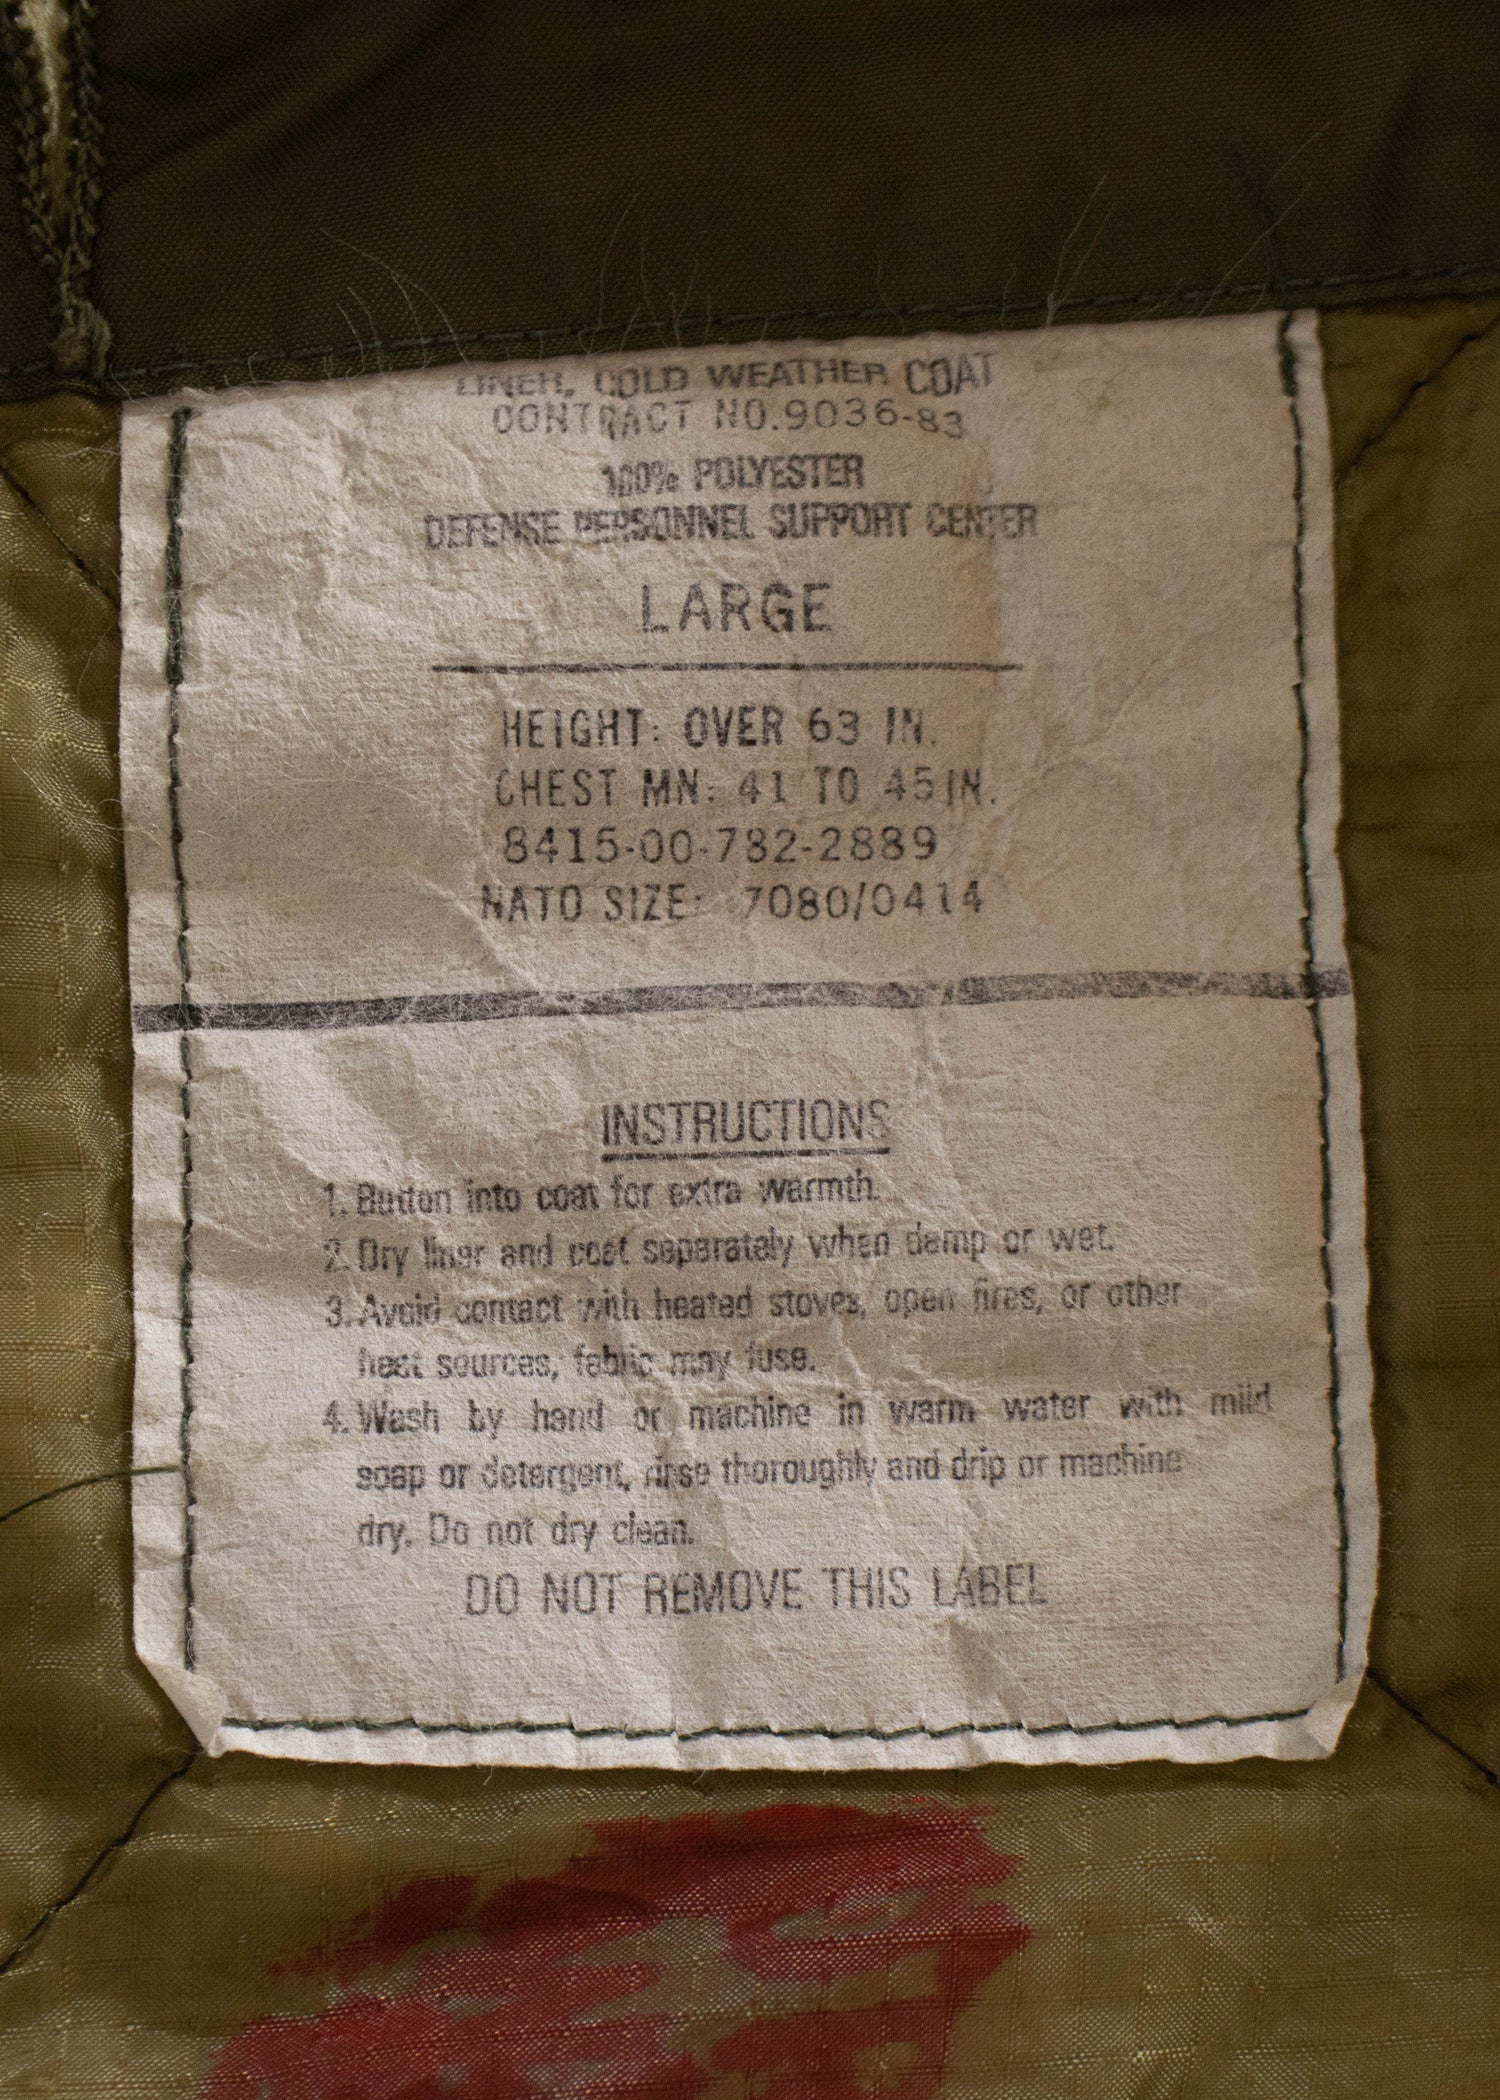 LINER, COLD WEATHER COAT
CONTRACT NO.9036-83
100% POLYESTER
DEFENSE PERSONNEL SUPPORT CENTER
LARGE
HEIGHT: OVER 63 IN.
CHEST MN: 41 TO 45 IN.
8415-00-782-2889
NATO SIZE: 7080/0414
INSTRUCTIONS
1. Button into coat for extra warmth.
2. Dry liner and coat separately when damp or wet.
3. Avoid contact with heated stoves, open fires, or other
heat sources, fabric may fuse.
4. Wash by hand or machine in warm water with mild
soap or detergent, rinse thoroughly and drip or machine
dry. Do not dry clean.
DO NOT REMOVE THIS LABEL